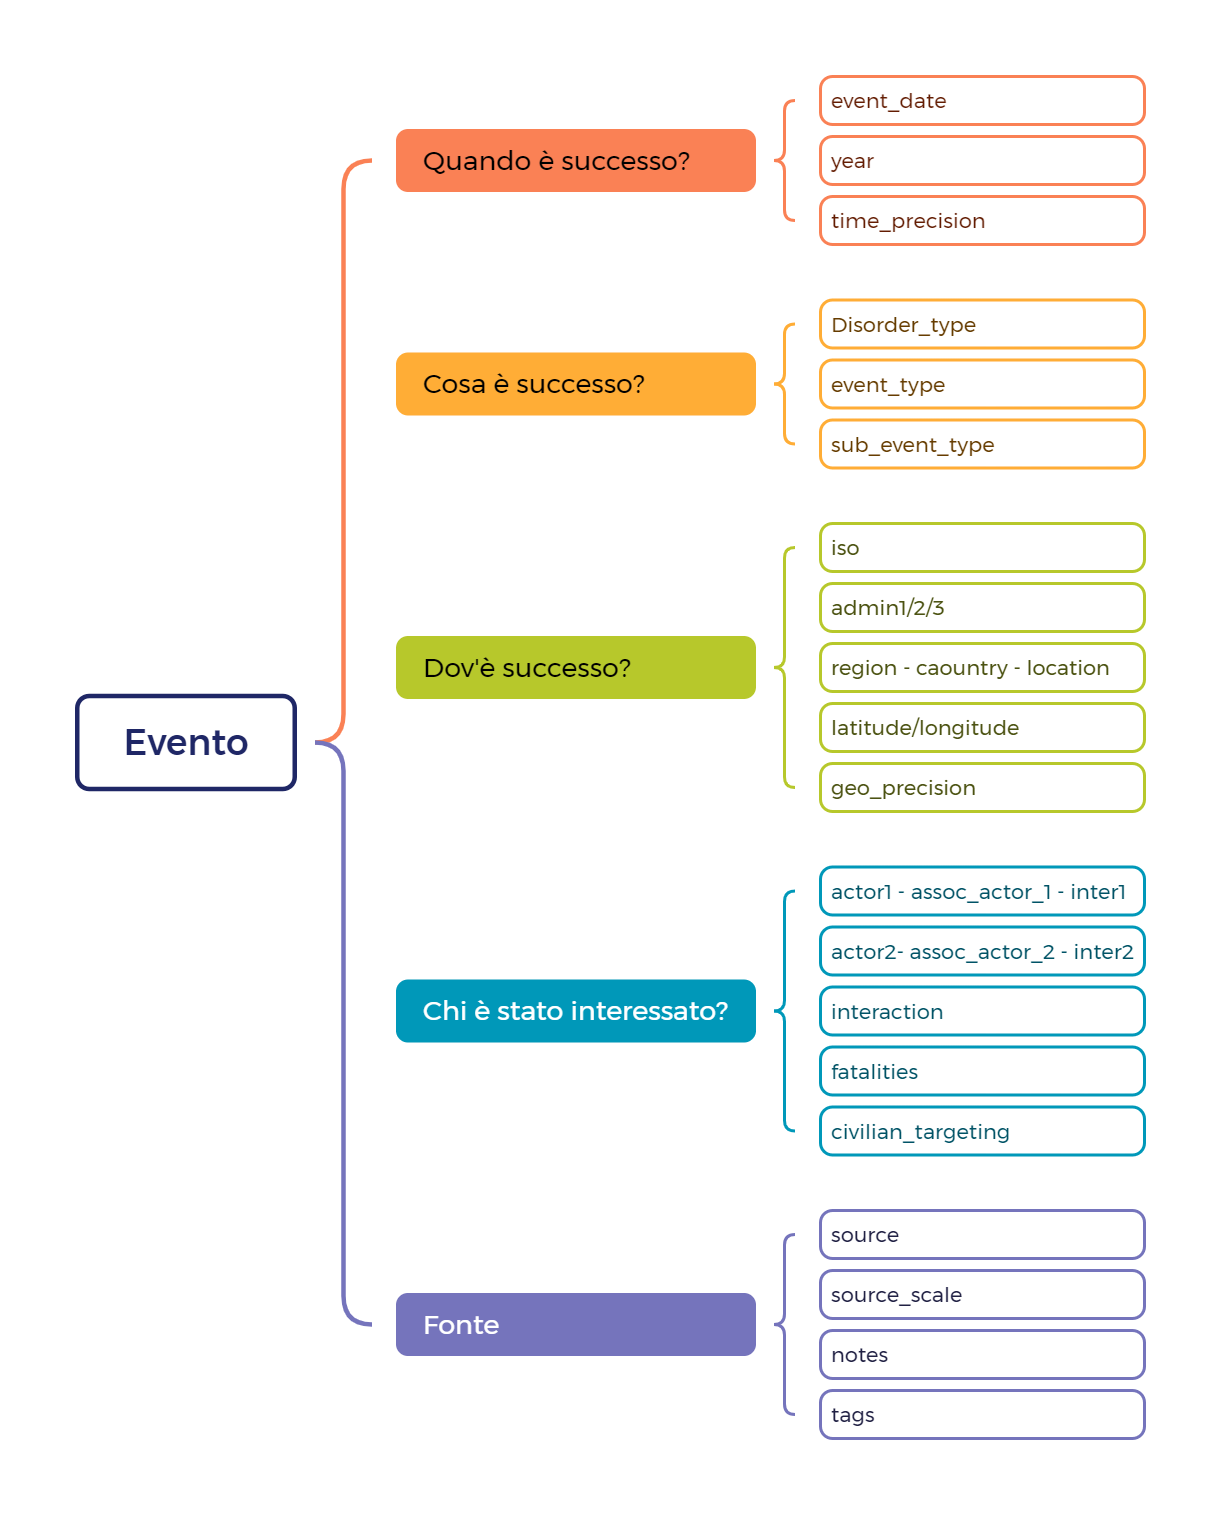 Evento
Quando è successo?
event_date
year
time_precision
Cosa è successo?
Disorder_type
event_type
sub_event_type
Dov'è successo?
iso
admin1/2/3
region - caountry - location
latitude/longitude
geo_precision
Chi è stato interessato?
actor1 - assoc_actor_1 - inter1
actor2- assoc_actor_2 - inter2
interaction
fatalities
civilian_targeting
Fonte
source
source_scale
notes
tags